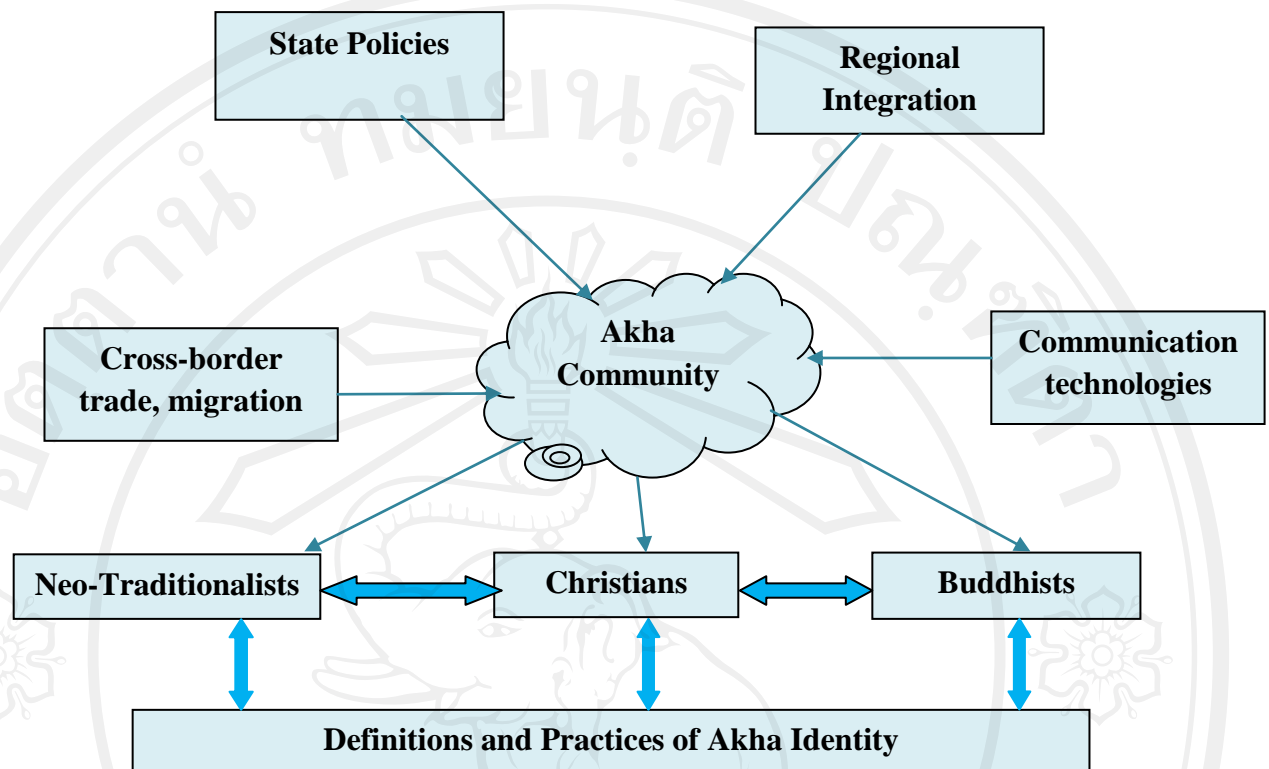 State Policies
Regional
Integration
Cross-border
trade, migration
Akha
Community
Communication
technologies
Neo-Traditionalists
Christians
Buddhists
Definitions and Practices of Akha Identity